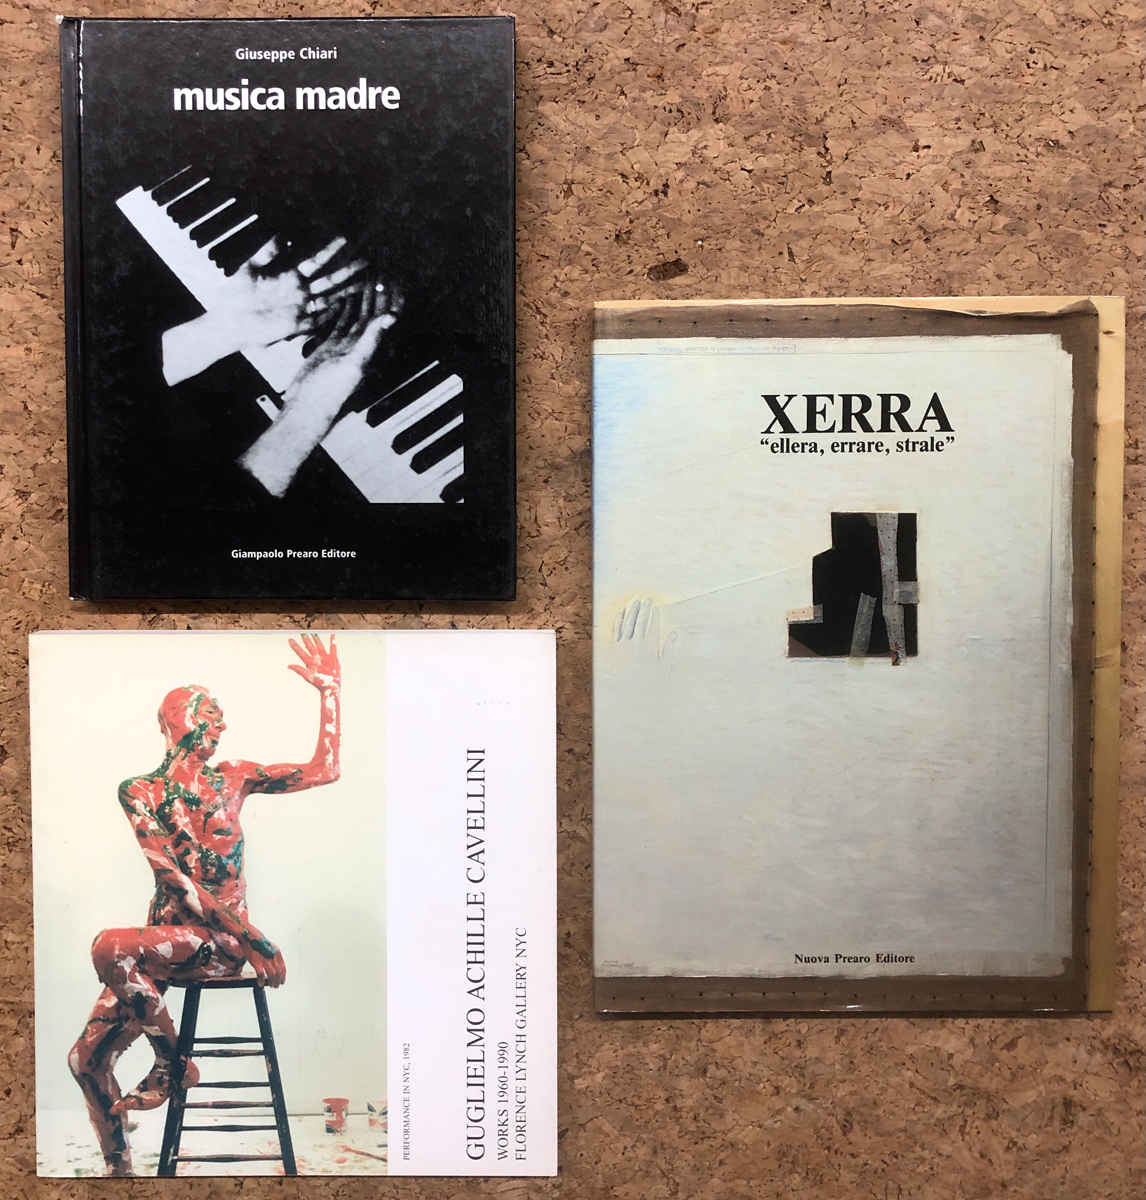 Giuseppe Chiari
musica madre
Giampaolo Prearo Editore
XERRA
“ellera, errare, strale”
Nuova Prearo Editore
PERFORMANCE IN NYC, 1982
GUGLIELMO ACHILLE CAVELLINI
WORKS 1960-1990
FLORENCE LYNCH GALLERY NYC